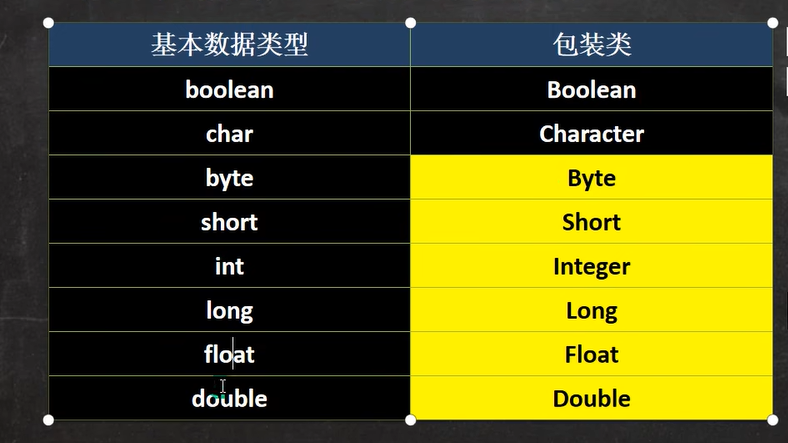 基本数据类型 包装类
boolean Boolean
char Character
byte Byte
short Short
int Integer
long Long
float Float
double Double